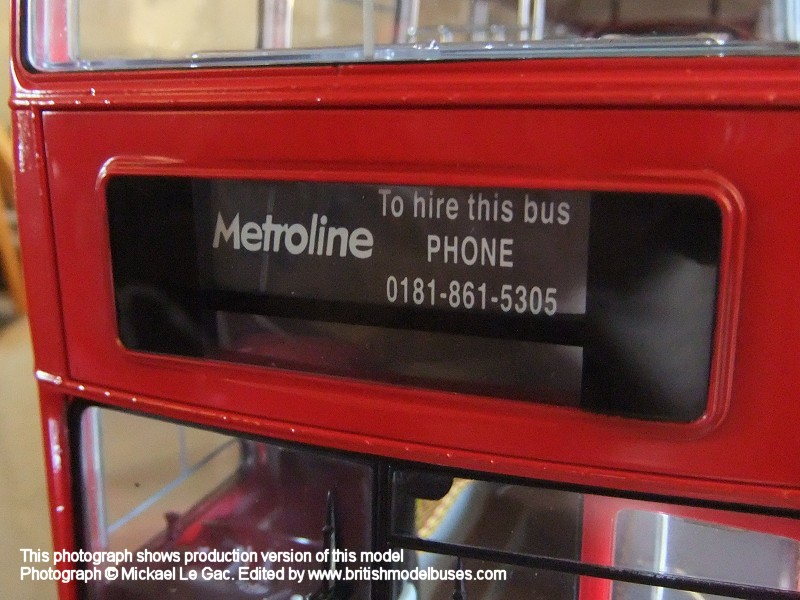 Metroline
To hire this bus
PHONE
0181-861-5305
This photograph shows production version of this model
Photograph © Mickael Le Gac. Edited by www.britishmodelbuses.com